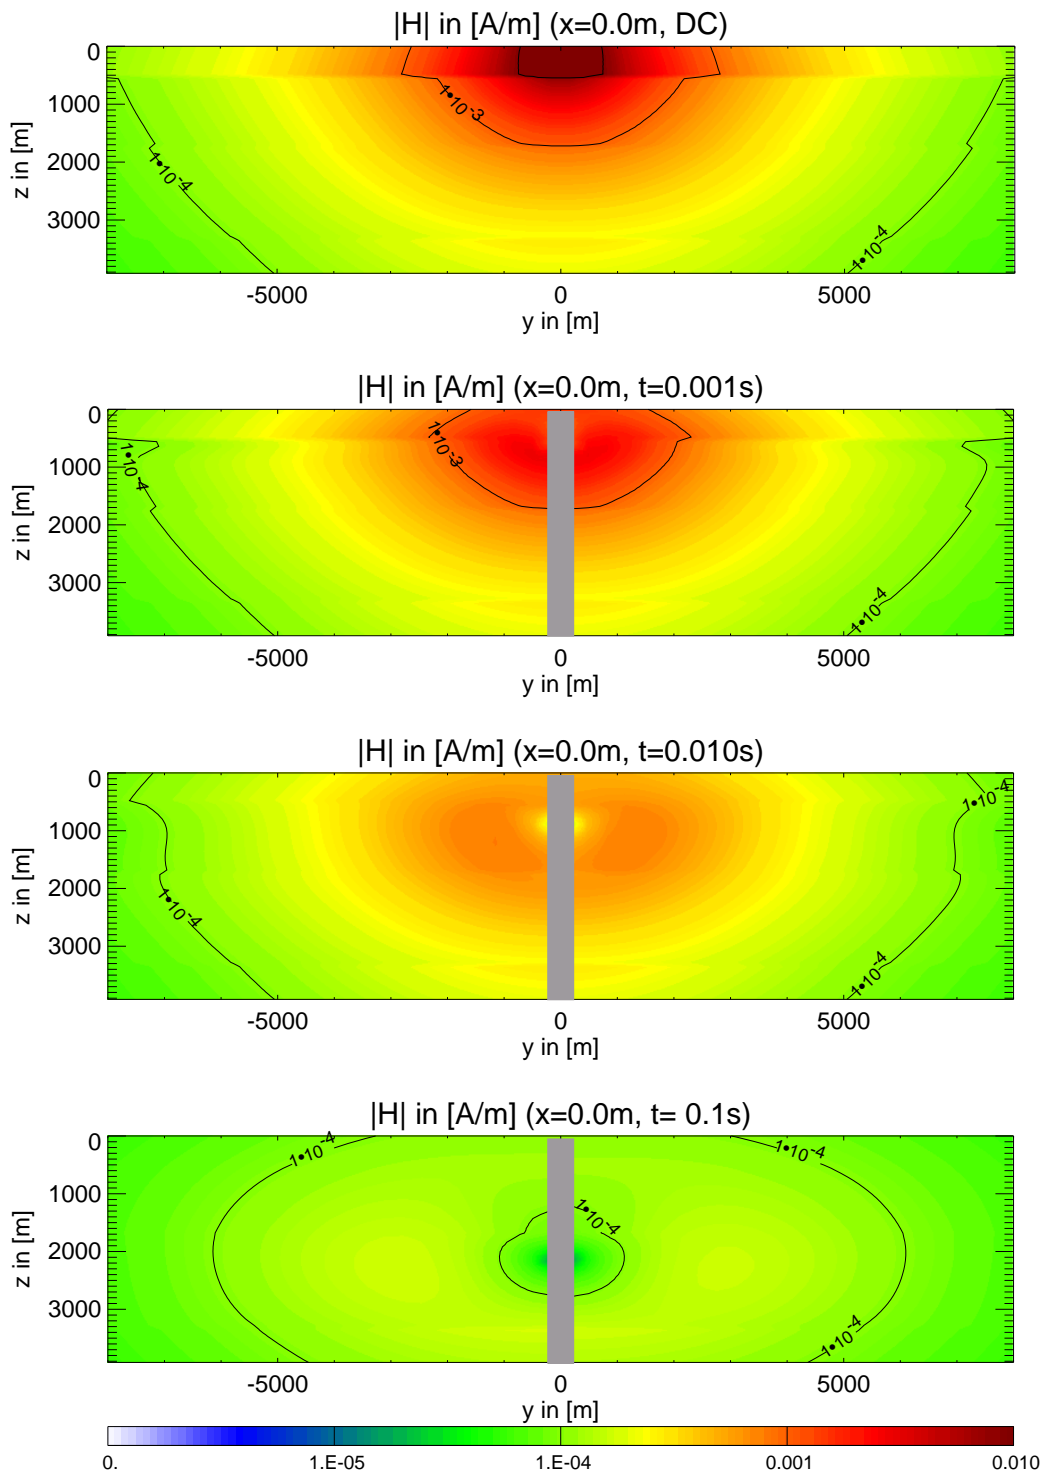 |H| in [A/m] (x=0.0m, DC)
0
1000
2000
3000
z in [m]
1•10-3
1•10-4
1•10-4
-5000 0 5000
y in [m]
|H| in [A/m] (x=0.0m, t=0.001s)
0
1000
2000
3000
z in [m]
1•10-3
1•10-4
1•10-4
-5000 0 5000
y in [m]
|H| in [A/m] (x=0.0m, t=0.010s)
0
1000
2000
3000
z in [m]
1•10-4
1•10-4
1•10-4
-5000 0 5000
y in [m]
|H| in [A/m] (x=0.0m, t= 0.1s)
0
1000
2000
3000
z in [m]
1•10-4
1•10-4
1•10-4
1•10-4
-5000 0 5000
y in [m]
0. 1.E-05 1.E-04 0.001 0.010